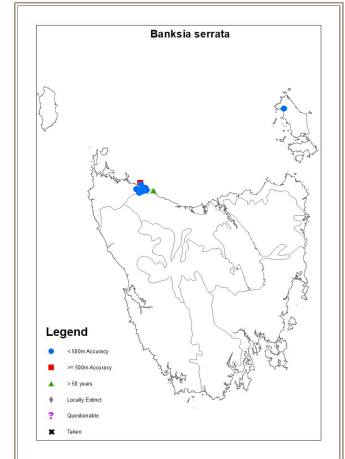 Banksia serrata
Legend
< 500m Accuracy
>= 500m Accuracy
> 50 years
Locally Extinct
Questionable
Taken